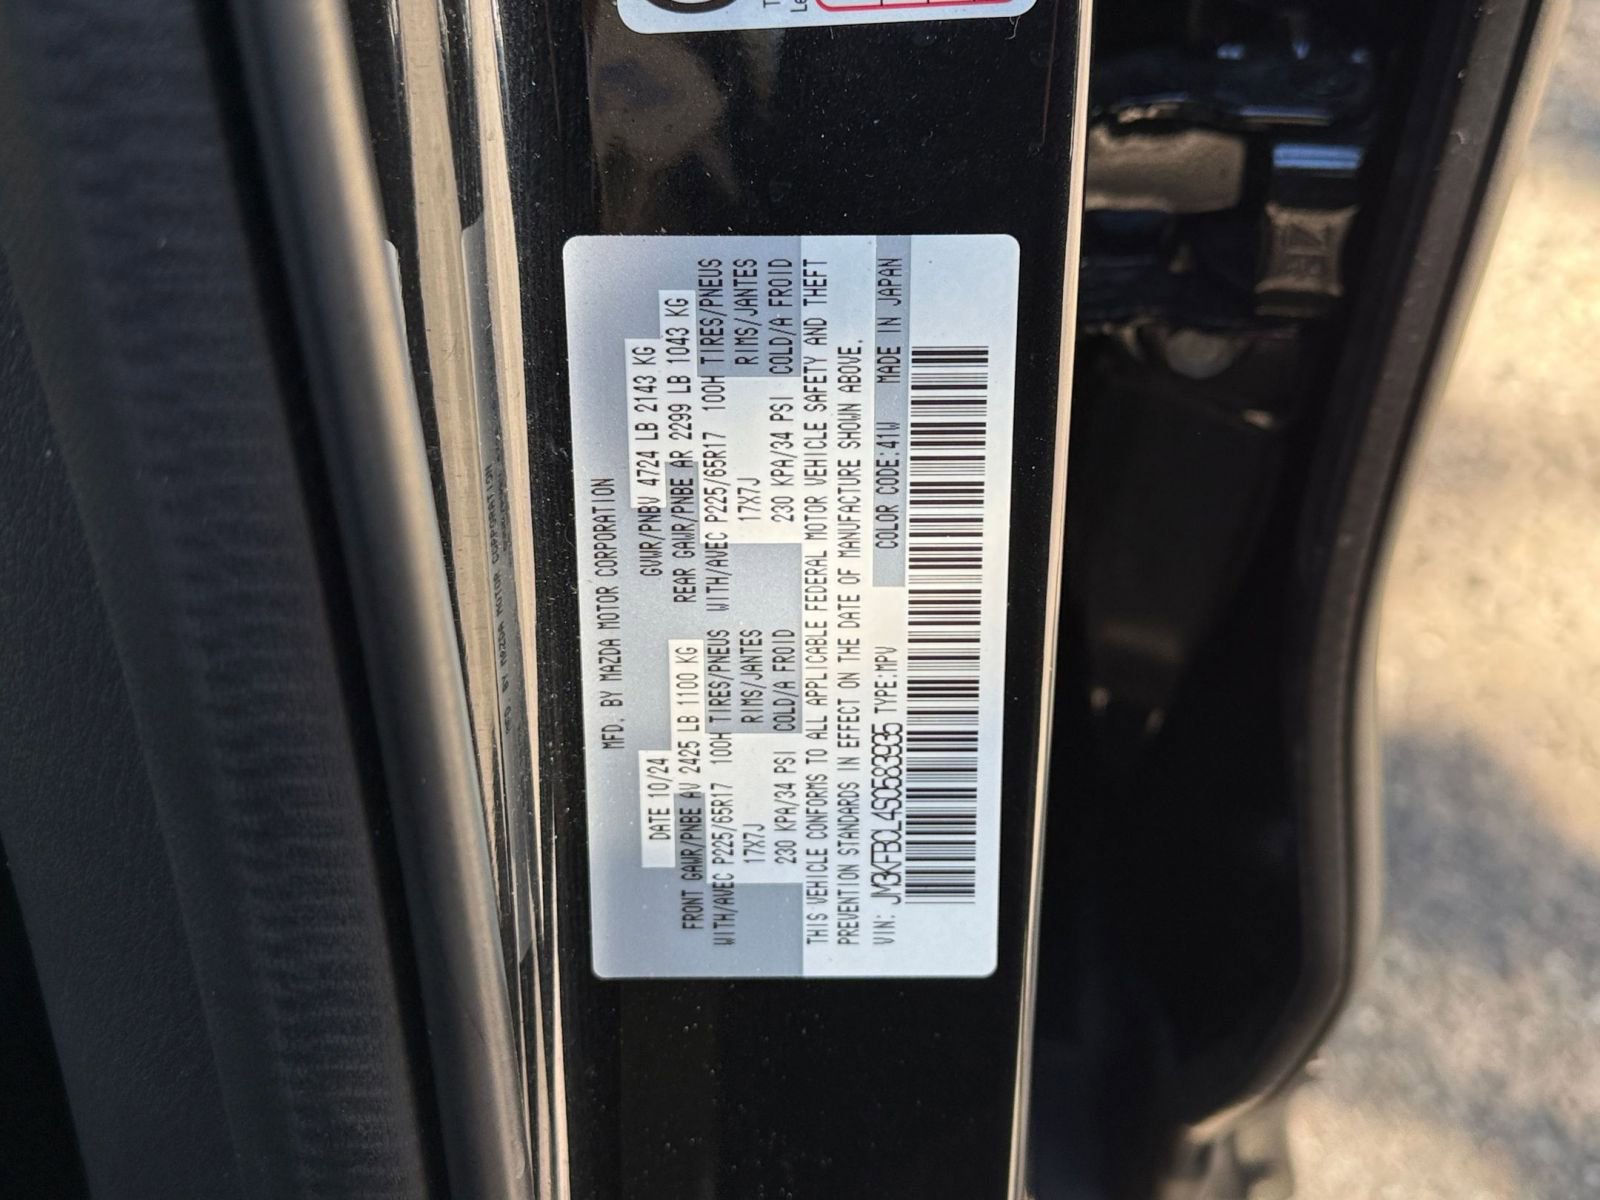 MFD. BY MAZDA MOTOR CORPORATION
DATE 10/24 GVWR/PNBV 4724 LB 2143 KG
FRONT GAWR/PNBE AV 2425 LB 1100 KG REAR GAWR/PNBE AR 2299 LB 1043 KG
WITH/AVEC P225/65R17 100H TIRES/PNEUS WITH/AVEC P225/65R17 100H TIRES/PNEUS
17X7J RIMS/JANTES 17X7J RIMS/JANTES
230 KPA/34 PSI COLD/A FROID 230 KPA/34 PSI COLD/A FROID
THIS VEHICLE CONFORMS TO ALL APPLICABLE FEDERAL MOTOR VEHICLE SAFETY AND THEFT
PREVENTION STANDARDS IN EFFECT ON THE DATE OF MANUFACTURE SHOWN ABOVE.
VIN: JM3KFBCL4S0583935 TYPE:MPV COLOR CODE:41W MADE IN JAPAN